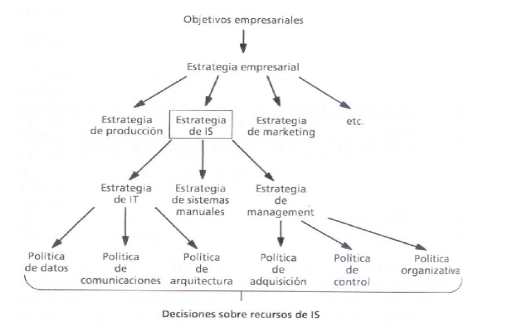 Objetivos empresariales
Estrategia empresarial
Estrategia
de producción
Estrategia
de IS
Estrategia
de marketing
etc.
Estrategia
de IT
Estrategia
de sistemas
manuales
Estrategia
de
management
Política
de datos
Política
de
comunicaciones
Política
de
arquitectura
Política
de
adquisición
Política
de
control
Política
organizativa
Decisiones sobre recursos de IS